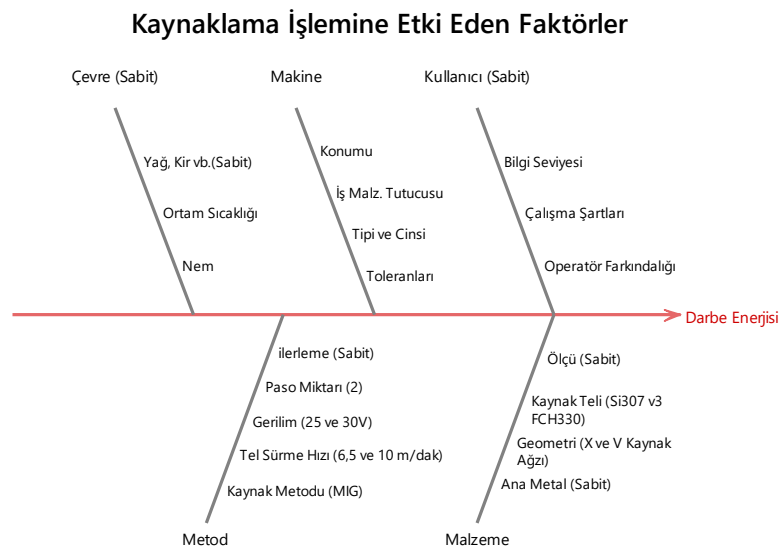 Kaynaklama İşlemine Etki Eden Faktörler
Çevre (Sabit)
Makine
Kullanıcı (Sabit)
Yağ, Kir vb.(Sabit)
Ortam Sıcaklığı
Nem
Konumu
İş Malz. Tutucusu
Tipi ve Cinsi
Toleranları
Bilgi Seviyesi
Çalışma Şartları
Operatör Farkındalığı
Darbe Enerjisi
ilerleme (Sabit)
Paso Miktarı (2)
Gerilim (25 ve 30V)
Tel Sürme Hızı (6,5 ve 10 m/dak)
Kaynak Metodu (MIG)
Metod
Ölçü (Sabit)
Kaynak Teli (Si307 v3
FCH330)
Geometri (X ve V Kaynak
Ağzı)
Ana Metal (Sabit)
Malzeme